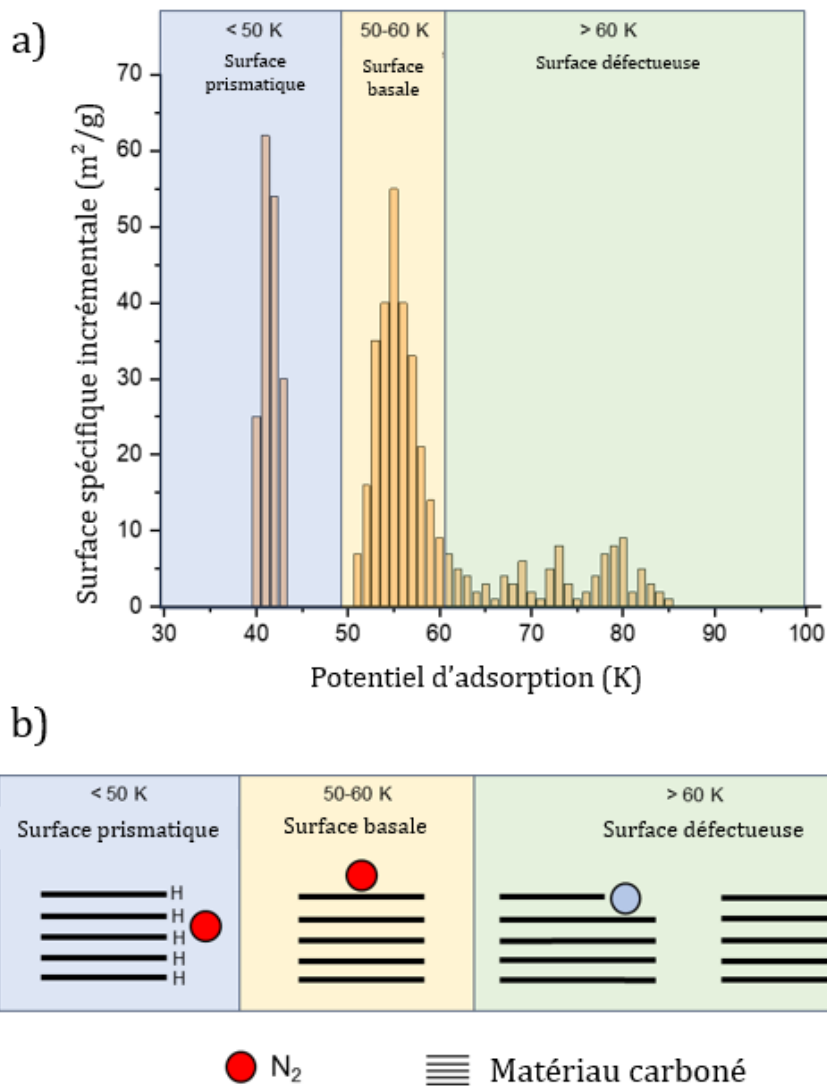 a)
< 50 K
50-60 K
> 60 K
Surface
prismatique
Surface
basale
Surface défectueuse
Surface spécifique incrémentale (m²/g)
70
60
50
40
30
20
10
0
30
40
50
60
70
80
90
100
Potentiel d'adsorption (K)
b)
< 50 K
50-60 K
> 60 K
Surface prismatique
Surface basale
Surface défectueuse
H
H
H
H
H
N₂
Matériau carboné